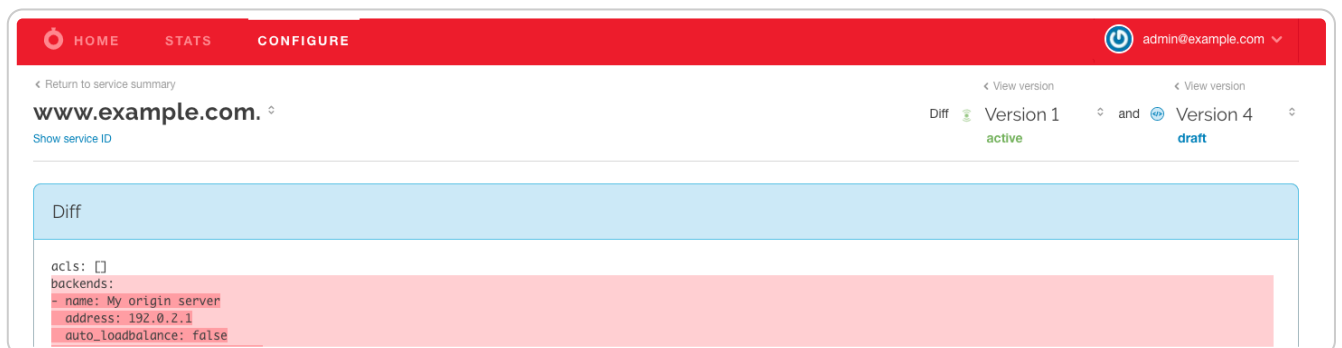 HOME STATS CONFIGURE admin@example.com
Return to service summary View version View version
www.example.com. Diff Version 1 and Version 4
Show service ID active draft
Diff
acls: []
backends:
- name: My origin server
address: 192.0.2.1
auto_loadbalance: false